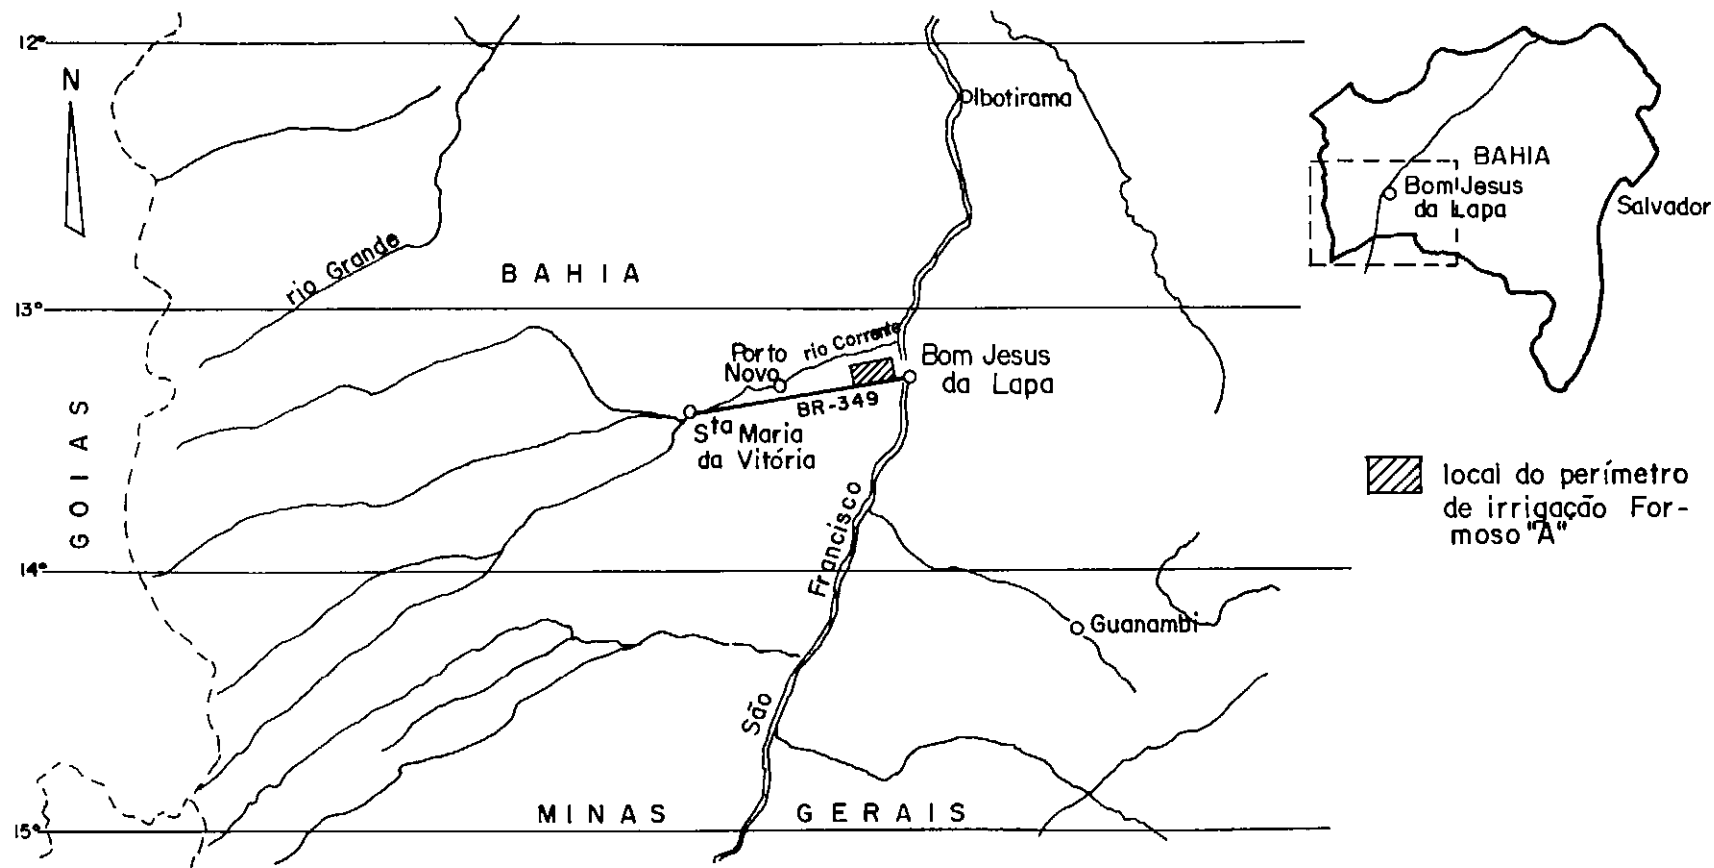 12°
N
Ibotirama
BAHIA
Bom Jesus
da Lapa
Salvador
rio Grande
BAHIA
13°
Porto
Novo
rio Corrente
Bom Jesus
da Lapa
BR-349
Sta Maria
da Vitória
GOIAS
local do perímetro
de irrigação For-
moso "A"
São Francisco
14°
Guanambi
MINAS GERAIS
15°